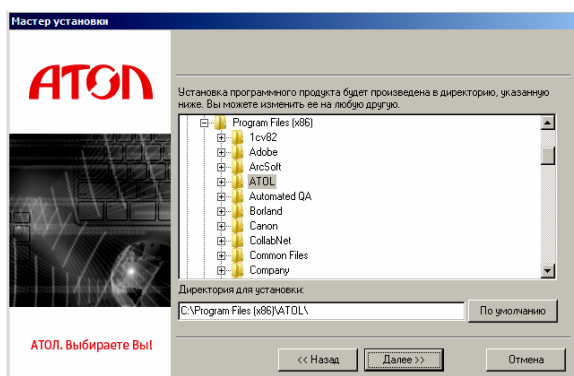 Мастер установки
АТОЛ
Установка программного продукта будет произведена в директорию, указанную
ниже. Вы можете изменить ее на любую другую.
Program Files (x86)
1cv82
Adobe
ArcSoft
ATOL
Automated QA
Borland
Canon
CollabNet
Common Files
Company
Директория для установки:
C:\Program Files (x86)\ATOL\
По умолчанию
АТОЛ. Выбираете Вы!
<< Назад
Далее >>
Отмена